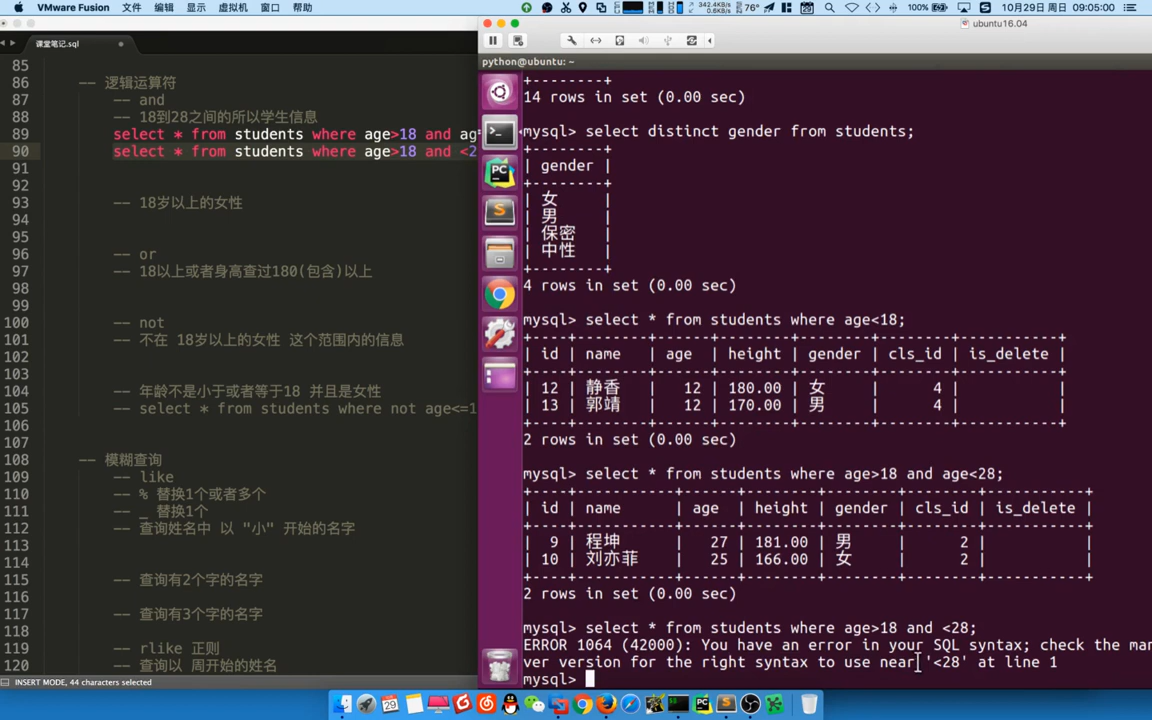 VMware Fusion 文件 编辑 显示 虚拟机 窗口 帮助 342.4KB/s 0.6KB/s 76° 100% 10月29日 周日 09:05:00
课堂笔记.sql
85
86 -- 逻辑运算符
87 -- and
88 -- 18到28之间的所以学生信息
89 select * from students where age>18 and ag
90 select * from students where age>18 and <2
91
92
93 -- 18岁以上的女性
94
95
96 -- or
97 -- 18以上或者身高查过180(包含)以上
98
99
100 -- not
101 -- 不在 18岁以上的女性 这个范围内的信息
102
103
104 -- 年龄不是小于或者等于18 并且是女性
105 -- select * from students where not age<=1
106
107
108 -- 模糊查询
109 -- like
110 -- % 替换1个或者多个
111 -- _ 替换1个
112 -- 查询姓名中 以 "小" 开始的名字
113
114
115 -- 查询有2个字的名字
116
117 -- 查询有3个字的名字
118
119 -- rlike 正则
120 -- 查询以 周开始的姓名
INSERT MODE, 44 characters selected
ubuntu16.04
python@ubuntu: ~
+--------+
14 rows in set (0.00 sec)
mysql> select distinct gender from students;
+--------+
| gender |
+--------+
| 女 |
| 男 |
| 保密 |
| 中性 |
+--------+
4 rows in set (0.00 sec)
mysql> select * from students where age<18;
+----+--------+------+--------+--------+--------+-----------+
| id | name | age | height | gender | cls_id | is_delete |
+----+--------+------+--------+--------+--------+-----------+
| 12 | 静香 | 12 | 180.00 | 女 | 4 | |
| 13 | 郭靖 | 12 | 170.00 | 男 | 4 | |
+----+--------+------+--------+--------+--------+-----------+
2 rows in set (0.00 sec)
mysql> select * from students where age>18 and age<28;
+----+-----------+------+--------+--------+--------+-----------+
| id | name | age | height | gender | cls_id | is_delete |
+----+-----------+------+--------+--------+--------+-----------+
| 9 | 程坤 | 27 | 181.00 | 男 | 2 | |
| 10 | 刘亦菲 | 25 | 166.00 | 女 | 2 | |
+----+-----------+------+--------+--------+--------+-----------+
2 rows in set (0.00 sec)
mysql> select * from students where age>18 and <28;
ERROR 1064 (42000): You have an error in your SQL syntax; check the man
ver version for the right syntax to use near '<28' at line 1
mysql>